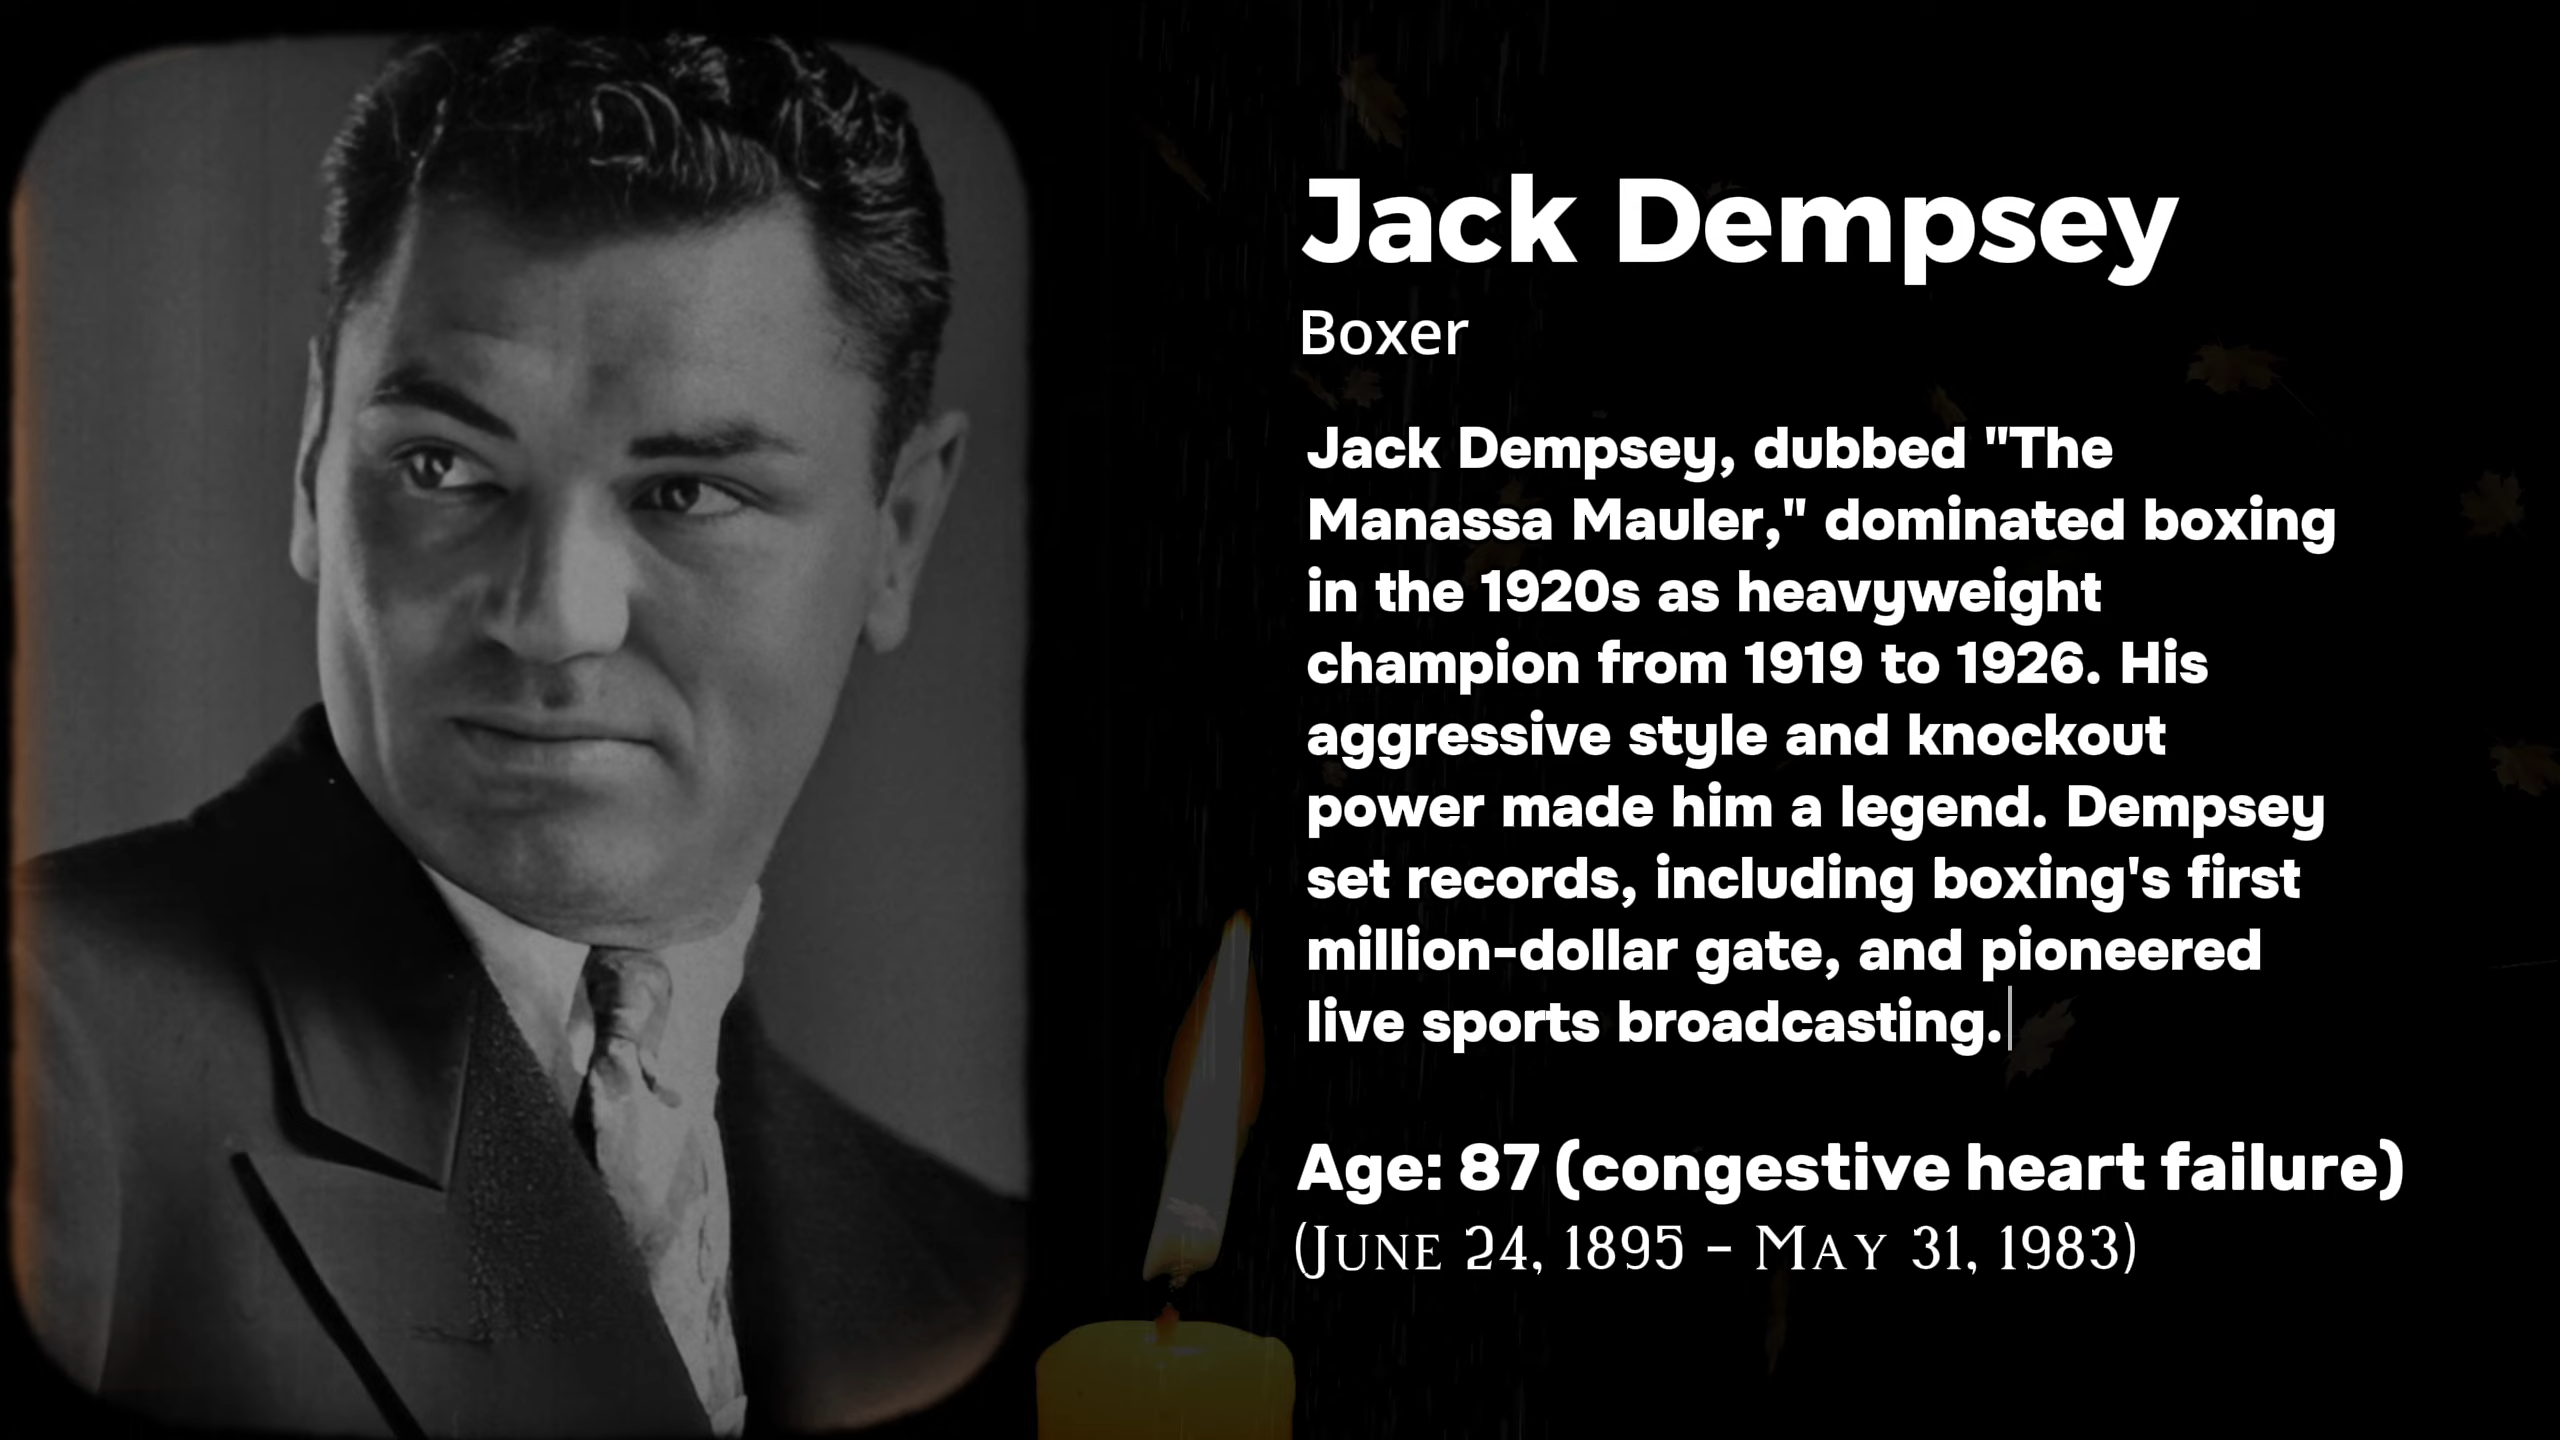 Jack Dempsey
Boxer
Jack Dempsey, dubbed "The
Manassa Mauler," dominated boxing
in the 1920s as heavyweight
champion from 1919 to 1926. His
aggressive style and knockout
power made him a legend. Dempsey
set records, including boxing's first
million-dollar gate, and pioneered
live sports broadcasting.
Age: 87 (congestive heart failure)
(June 24, 1895 – May 31, 1983)